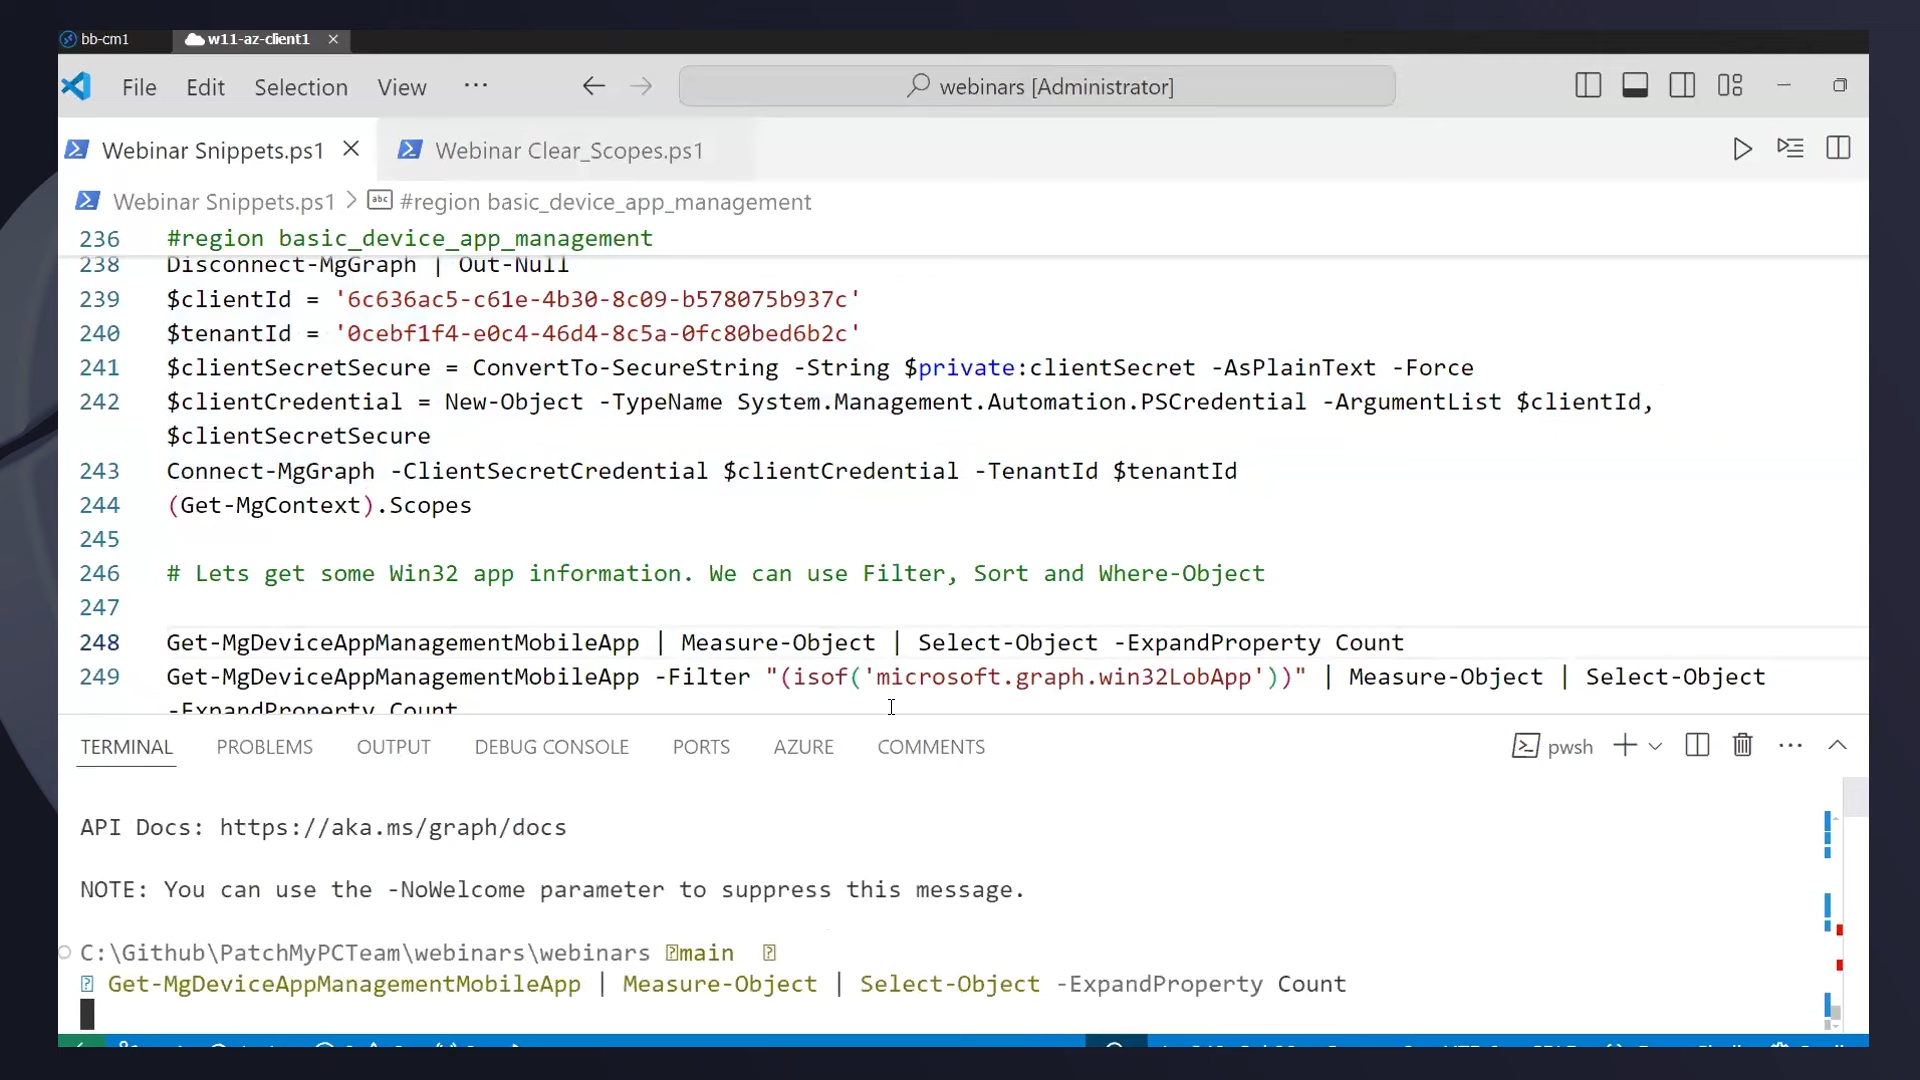 bb-cm1 w11-az-client1
File Edit Selection View ··· webinars [Administrator]
Webinar Snippets.ps1 Webinar Clear_Scopes.ps1
Webinar Snippets.ps1 > #region basic_device_app_management
236 #region basic_device_app_management
238 Disconnect-MgGraph | Out-Null
239 $clientId = '6c636ac5-c61e-4b30-8c09-b578075b937c'
240 $tenantId = '0cebf1f4-e0c4-46d4-8c5a-0fc80bed6b2c'
241 $clientSecretSecure = ConvertTo-SecureString -String $private:clientSecret -AsPlainText -Force
242 $clientCredential = New-Object -TypeName System.Management.Automation.PSCredential -ArgumentList $clientId,
$clientSecretSecure
243 Connect-MgGraph -ClientSecretCredential $clientCredential -TenantId $tenantId
244 (Get-MgContext).Scopes
245
246 # Lets get some Win32 app information. We can use Filter, Sort and Where-Object
247
248 Get-MgDeviceAppManagementMobileApp | Measure-Object | Select-Object -ExpandProperty Count
249 Get-MgDeviceAppManagementMobileApp -Filter "(isof('microsoft.graph.win32LobApp'))" | Measure-Object | Select-Object
-ExpandProperty Count
TERMINAL PROBLEMS OUTPUT DEBUG CONSOLE PORTS AZURE COMMENTS pwsh
API Docs: https://aka.ms/graph/docs
NOTE: You can use the -NoWelcome parameter to suppress this message.
C:\Github\PatchMyPCTeam\webinars\webinars main
Get-MgDeviceAppManagementMobileApp | Measure-Object | Select-Object -ExpandProperty Count